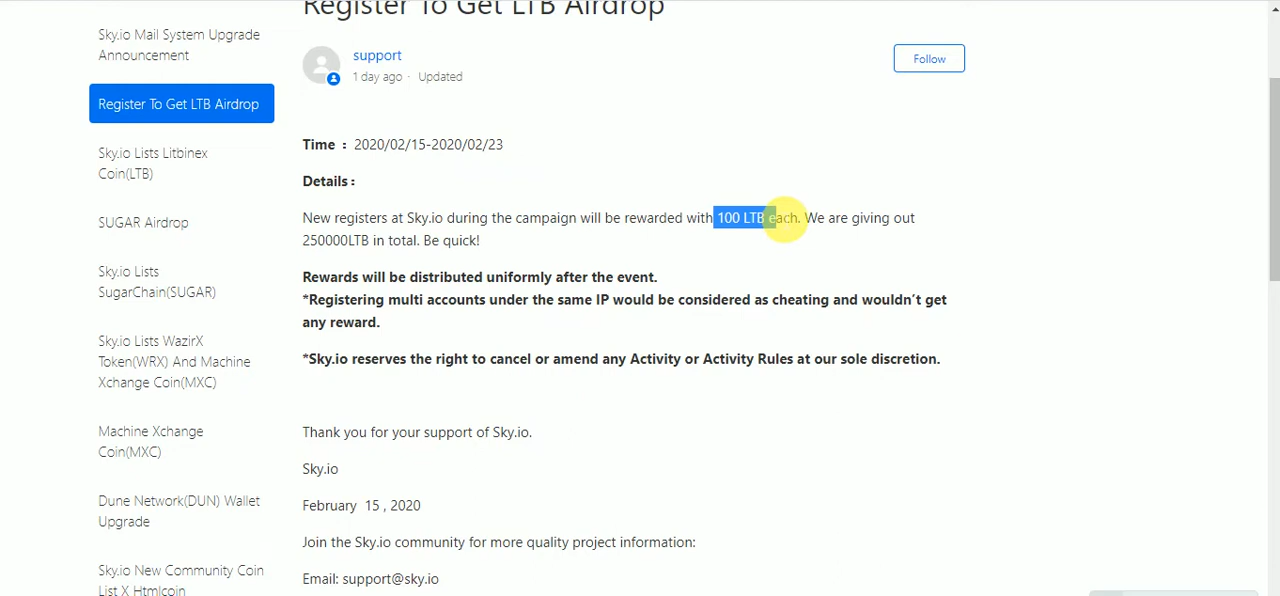 Register To Get LTB Airdrop
Sky.io Mail System Upgrade
Announcement
Register To Get LTB Airdrop
Sky.io Lists Litbinex
Coin(LTB)
SUGAR Airdrop
Sky.io Lists
SugarChain(SUGAR)
Sky.io Lists WazirX
Token(WRX) And Machine
Xchange Coin(MXC)
Machine Xchange
Coin(MXC)
Dune Network(DUN) Wallet
Upgrade
Sky.io New Community Coin
List X Htmlcoin
support
1 day ago · Updated
Follow
Time : 2020/02/15-2020/02/23
Details :
New registers at Sky.io during the campaign will be rewarded with 100 LTB each. We are giving out
250000LTB in total. Be quick!
Rewards will be distributed uniformly after the event.
*Registering multi accounts under the same IP would be considered as cheating and wouldn't get
any reward.
*Sky.io reserves the right to cancel or amend any Activity or Activity Rules at our sole discretion.
Thank you for your support of Sky.io.
Sky.io
February 15 , 2020
Join the Sky.io community for more quality project information:
Email: support@sky.io